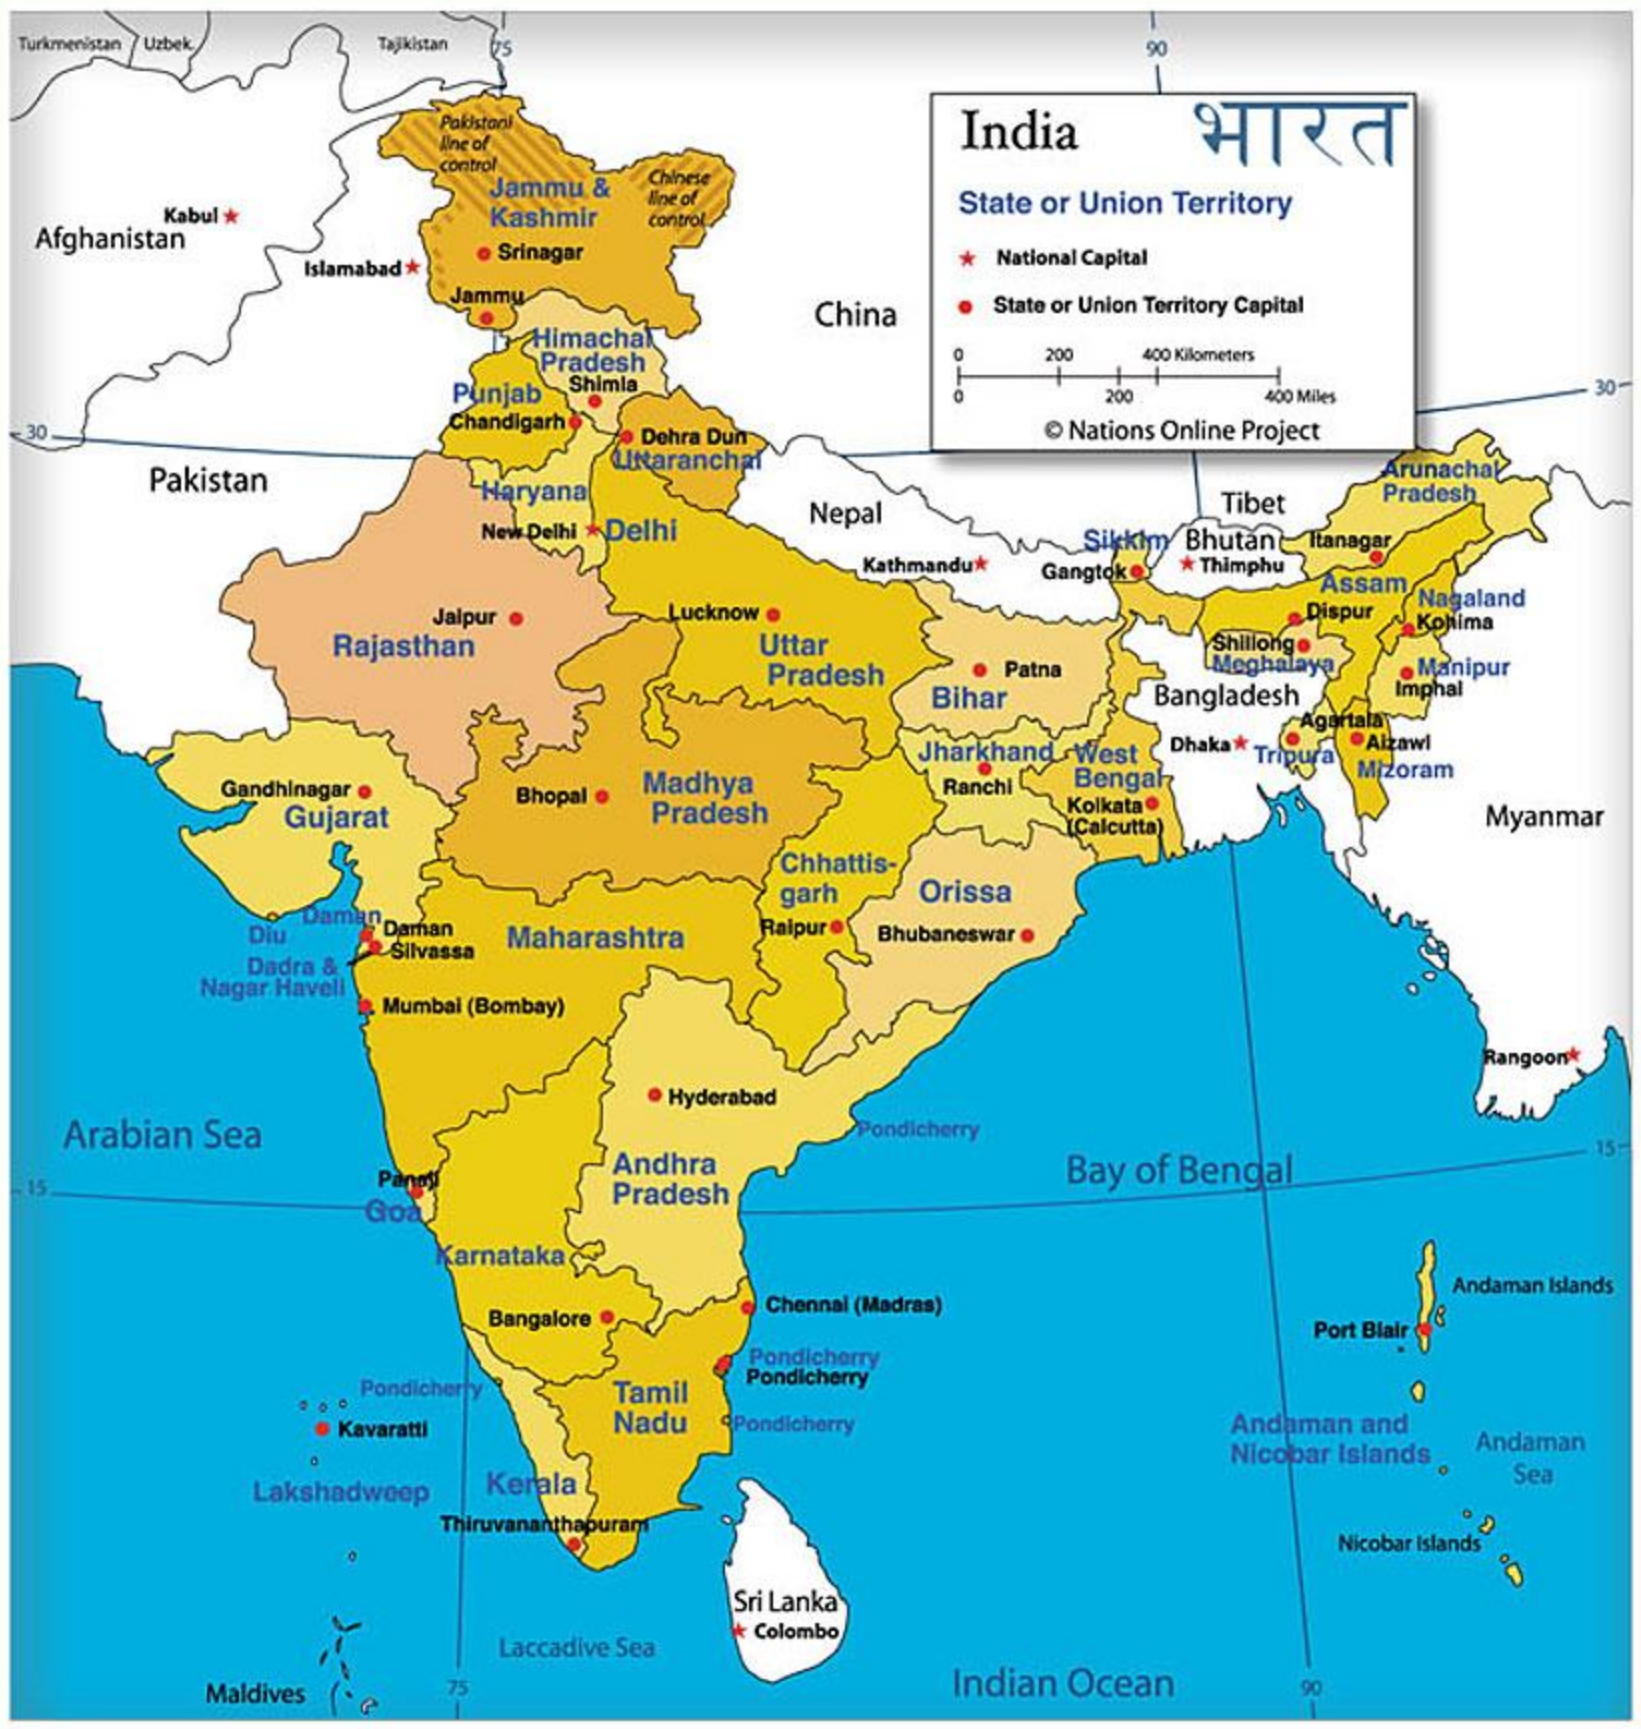 Turkmenistan
Uzbek.
Tajikistan
75
90
India
भारत
State or Union Territory
National Capital
State or Union Territory Capital
0 200 400 Kilometers
0 200 400 Miles
© Nations Online Project
Pakistani
line of
control
Chinese
line of
control
Jammu &
Kashmir
Kabul
Afghanistan
Srinagar
Islamabad
Jammu
China
Himachal
Pradesh
Shimla
Punjab
Chandigarh
30
30
Dehra Dun
Uttaranchal
Pakistan
Haryana
New Delhi
Delhi
Nepal
Kathmandu
Tibet
Arunachal
Pradesh
Sikkim
Gangtok
Bhutan
Thimphu
Itanagar
Assam
Dispur
Nagaland
Kohima
Jaipur
Rajasthan
Lucknow
Uttar
Pradesh
Patna
Bihar
Shillong
Meghalaya
Manipur
Imphal
Bangladesh
Dhaka
Agartala
Tripura
Aizawl
Mizoram
Jharkhand
Ranchi
West
Bengal
Kolkata
(Calcutta)
Gandhinagar
Gujarat
Bhopal
Madhya
Pradesh
Myanmar
Chhattis-
garh
Raipur
Orissa
Bhubaneswar
Daman
Diu
Daman
Silvassa
Dadra &
Nagar Haveli
Maharashtra
Mumbai (Bombay)
Rangoon
Hyderabad
Arabian Sea
Pondicherry
Andhra
Pradesh
Bay of Bengal
15
15
Panaji
Goa
Karnataka
Bangalore
Chennai (Madras)
Andaman Islands
Port Blair
Pondicherry
Pondicherry
Pondicherry
Tamil
Nadu
Pondicherry
Kavaratti
Lakshadweep
Kerala
Thiruvananthapuram
Andaman and
Nicobar Islands
Andaman
Sea
Nicobar Islands
Sri Lanka
Colombo
Laccadive Sea
Maldives
Indian Ocean
75
90